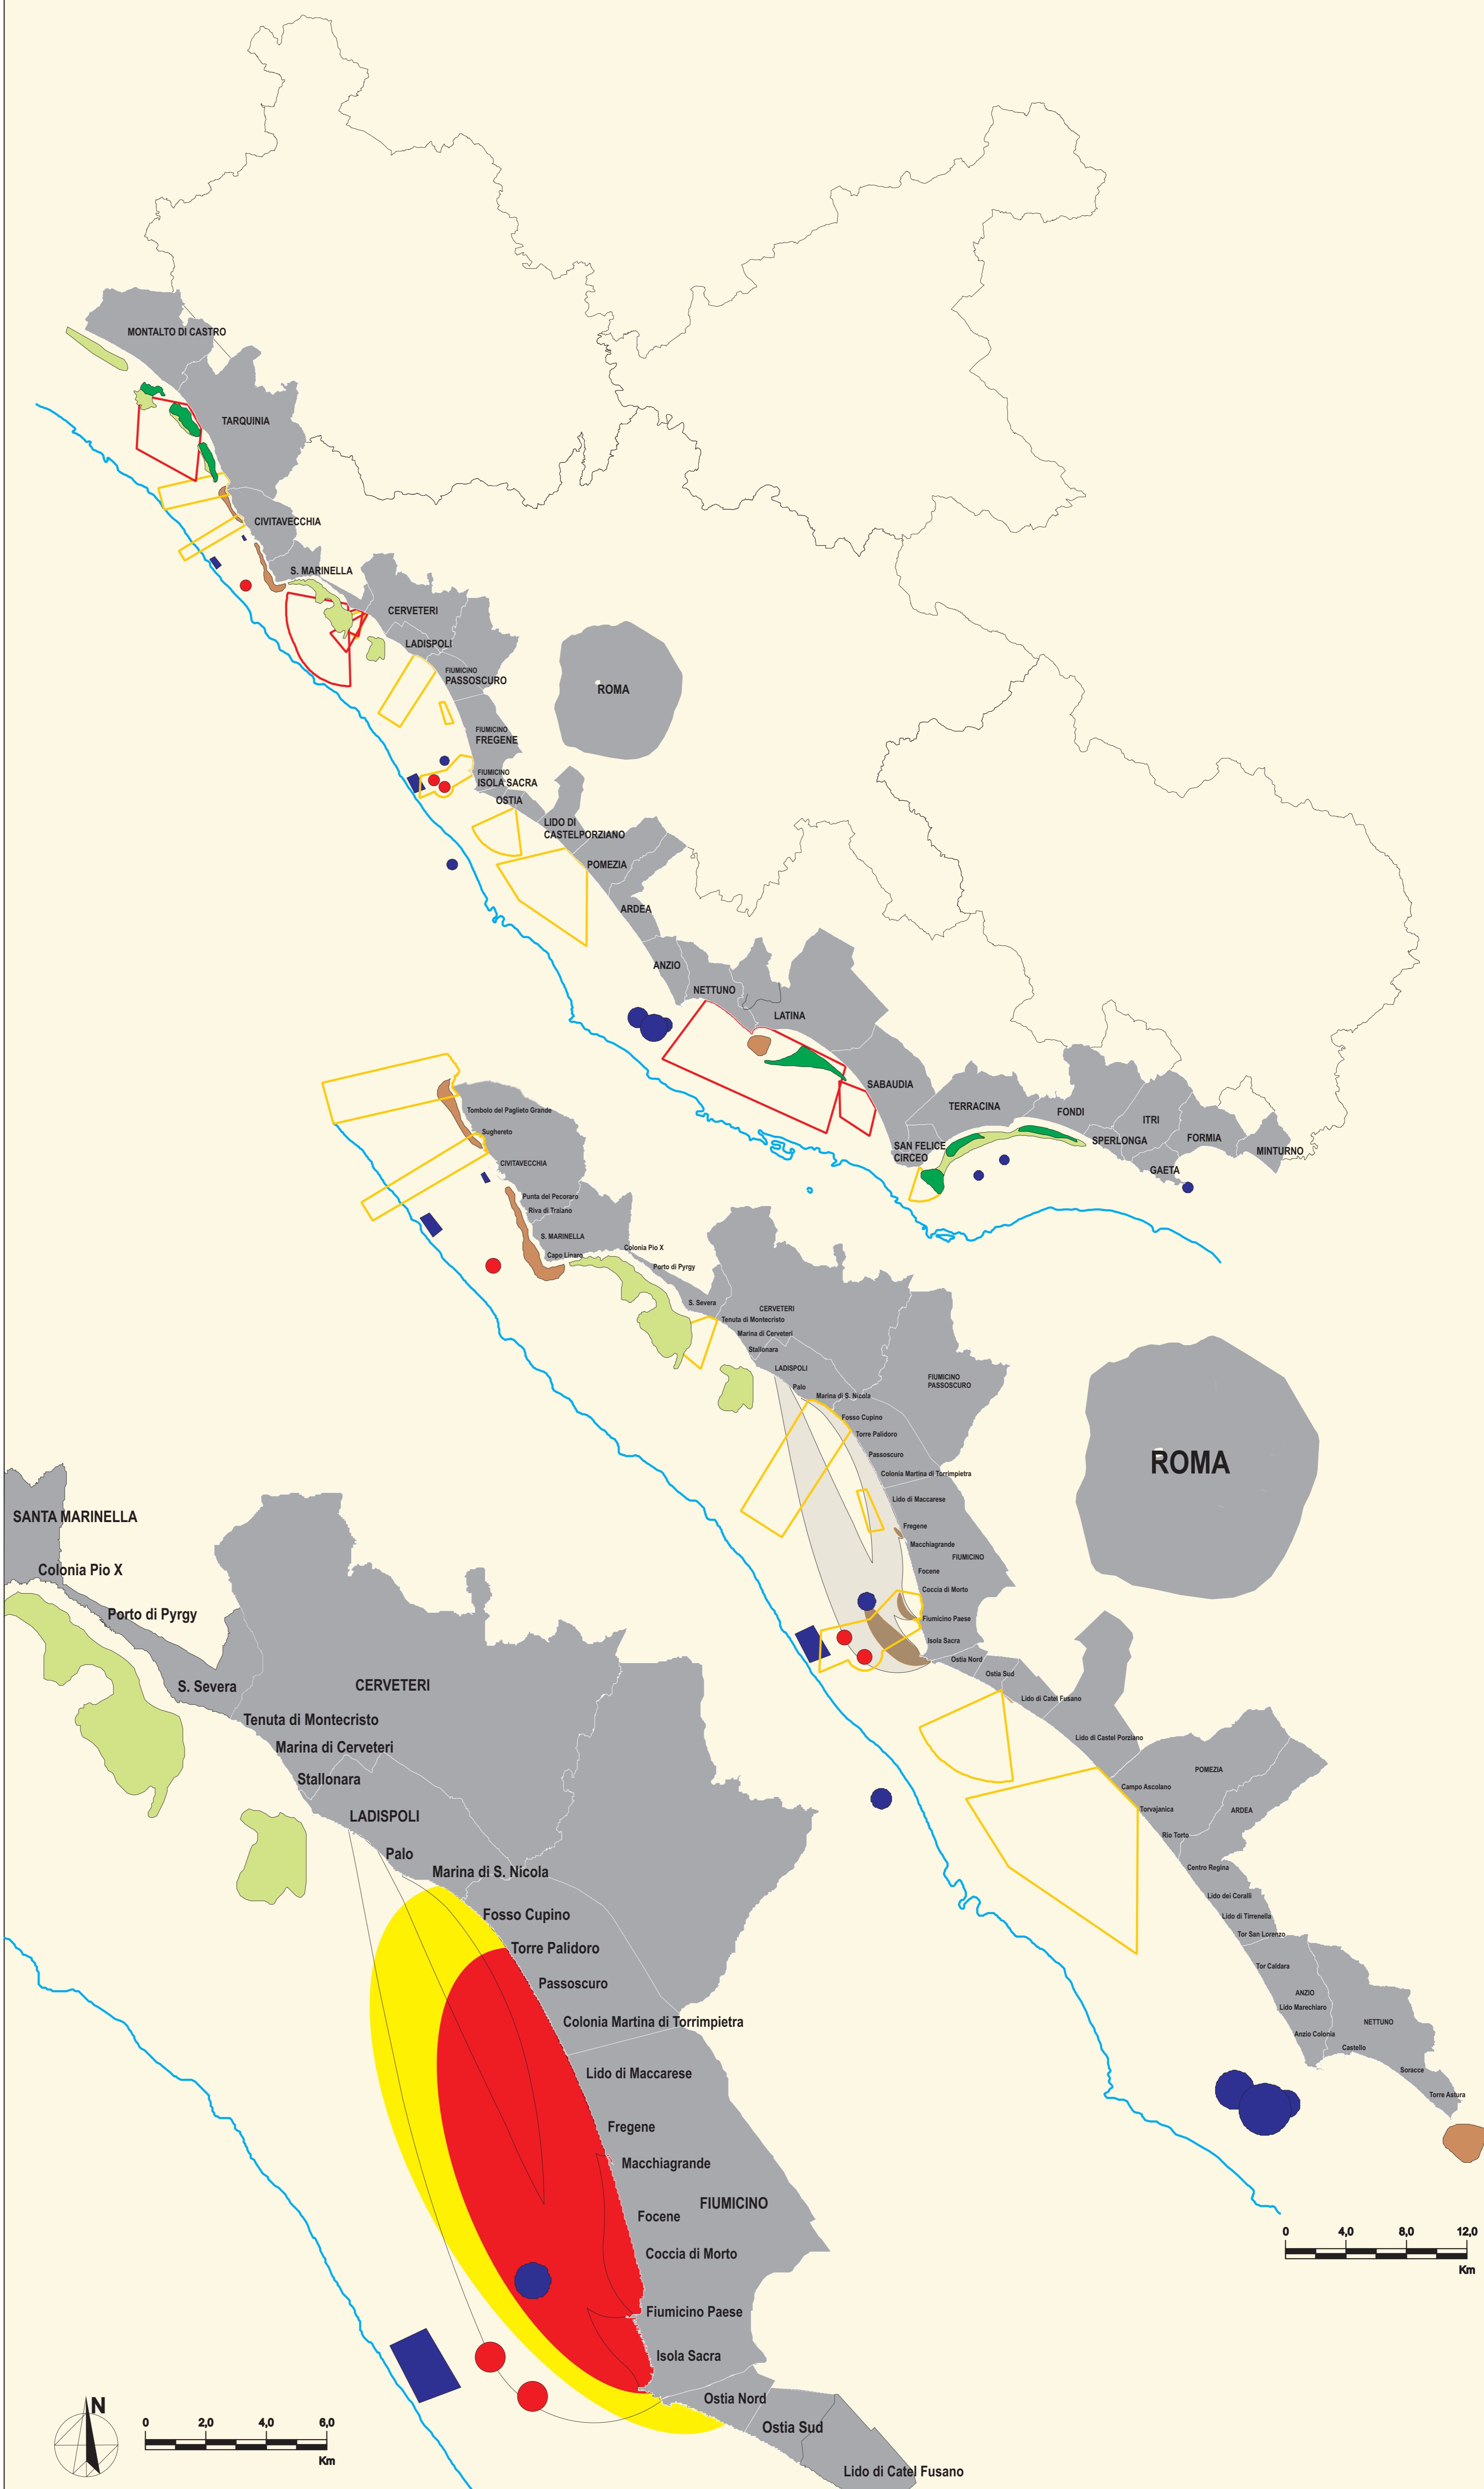 MONTALTO DI CASTRO
TARQUINIA
CIVITAVECCHIA
S. MARINELLA
CERVETERI
LADISPOLI
FIUMICINO
PASSOSCURO
ROMA
FIUMICINO
FREGENE
FIUMICINO
ISOLA SACRA
OSTIA
LIDO DI
CASTELPORZIANO
POMEZIA
ARDEA
ANZIO
NETTUNO
LATINA
SABAUDIA
TERRACINA
FONDI
ITRI
SAN FELICE
CIRCEO
SPERLONGA
FORMIA
MINTURNO
GAETA
Tombolo del Paglieto Grande
Sughereto
CIVITAVECCHIA
Punta del Pecoraro
Riva di Traiano
S. MARINELLA
Capo Linaro
Colonia Pio X
Porto di Pyrgy
S. Severa
CERVETERI
Tenuta di Montecristo
Marina di Cerveteri
Stallonara
LADISPOLI
Palo
Marina di S. Nicola
FIUMICINO
PASSOSCURO
Fosso Cupino
Torre Palidoro
Passoscuro
Colonia Martina di Torrimpietra
ROMA
Lido di Maccarese
Fregene
Macchiagrande
FIUMICINO
Focene
Coccia di Morto
Fiumicino Paese
Isola Sacra
Ostia Nord
Ostia Sud
Lido di Catel Fusano
Lido di Castel Porziano
POMEZIA
Campo Ascolano
Torvajanica
ARDEA
Rio Torto
Centro Regina
Lido dei Coralli
Lido di Tirrenella
Tor San Lorenzo
Tor Caldara
ANZIO
Lido Marechiaro
NETTUNO
Anzio Colonia
Castello
Soracce
Torre Astura
0 4,0 8,0 12,0
Km
SANTA MARINELLA
Colonia Pio X
Porto di Pyrgy
S. Severa
CERVETERI
Tenuta di Montecristo
Marina di Cerveteri
Stallonara
LADISPOLI
Palo
Marina di S. Nicola
Fosso Cupino
Torre Palidoro
Passoscuro
Colonia Martina di Torrimpietra
Lido di Maccarese
Fregene
Macchiagrande
FIUMICINO
Focene
Coccia di Morto
Fiumicino Paese
Isola Sacra
Ostia Nord
Ostia Sud
Lido di Catel Fusano
N
0 2,0 4,0 6,0
Km